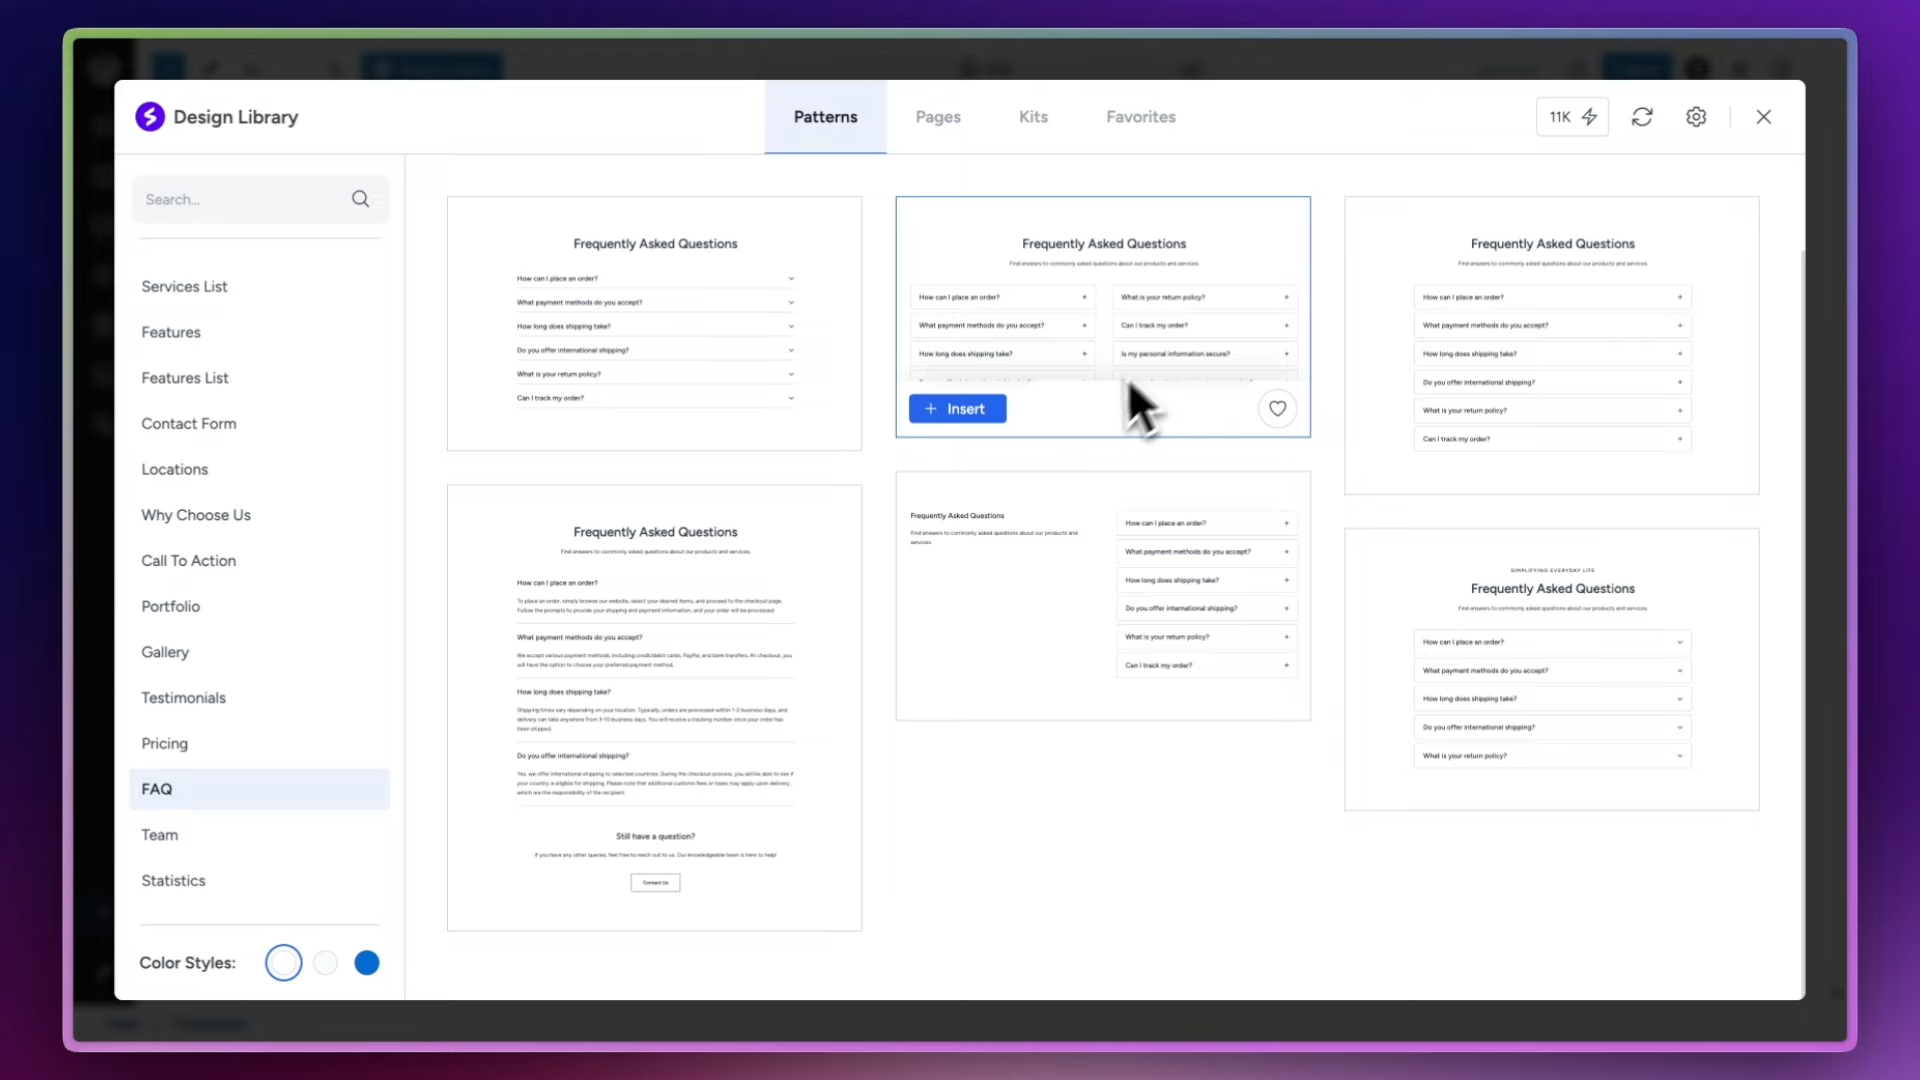 Design Library
Patterns
Pages
Kits
Favorites
11K
Search...
Services List
Features
Features List
Contact Form
Locations
Why Choose Us
Call To Action
Portfolio
Gallery
Testimonials
Pricing
FAQ
Team
Statistics
Color Styles:
Frequently Asked Questions
How can I place an order?
What payment methods do you accept?
How long does shipping take?
Do you offer international shipping?
What is your return policy?
Can I track my order?
Frequently Asked Questions
Find answers to commonly asked questions about our products and services.
How can I place an order?
To place an order, simply browse our website, select your desired items, and proceed to the checkout page.
Follow the prompts to provide your shipping and payment information, and your order will be processed.
What payment methods do you accept?
We accept various payment methods, including credit/debit cards, PayPal, and bank transfers. At checkout, you
will have the option to choose your preferred payment method.
How long does shipping take?
Shipping times vary depending on your location. Typically, orders are processed within 1-2 business days, and
delivery can take anywhere from 3-10 business days. You will receive a tracking number once your order has
been shipped.
Do you offer international shipping?
Yes, we offer international shipping to selected countries. During the checkout process, you will be able to see if
your country is eligible for shipping. Please note that additional customs fees or taxes may apply upon delivery,
which are the responsibility of the recipient.
Still have a question?
If you have any other queries, feel free to reach out to us. Our knowledgeable team is here to help!
Contact Us
Frequently Asked Questions
Find answers to commonly asked questions about our products and services.
How can I place an order?
What is your return policy?
What payment methods do you accept?
Can I track my order?
How long does shipping take?
Is my personal information secure?
+ Insert
Frequently Asked Questions
Find answers to commonly asked questions about our products and
services.
How can I place an order?
What payment methods do you accept?
How long does shipping take?
Do you offer international shipping?
What is your return policy?
Can I track my order?
Frequently Asked Questions
Find answers to commonly asked questions about our products and services.
How can I place an order?
What payment methods do you accept?
How long does shipping take?
Do you offer international shipping?
What is your return policy?
Can I track my order?
SIMPLIFYING EVERYDAY LIFE
Frequently Asked Questions
Find answers to commonly asked questions about our products and services.
How can I place an order?
What payment methods do you accept?
How long does shipping take?
Do you offer international shipping?
What is your return policy?